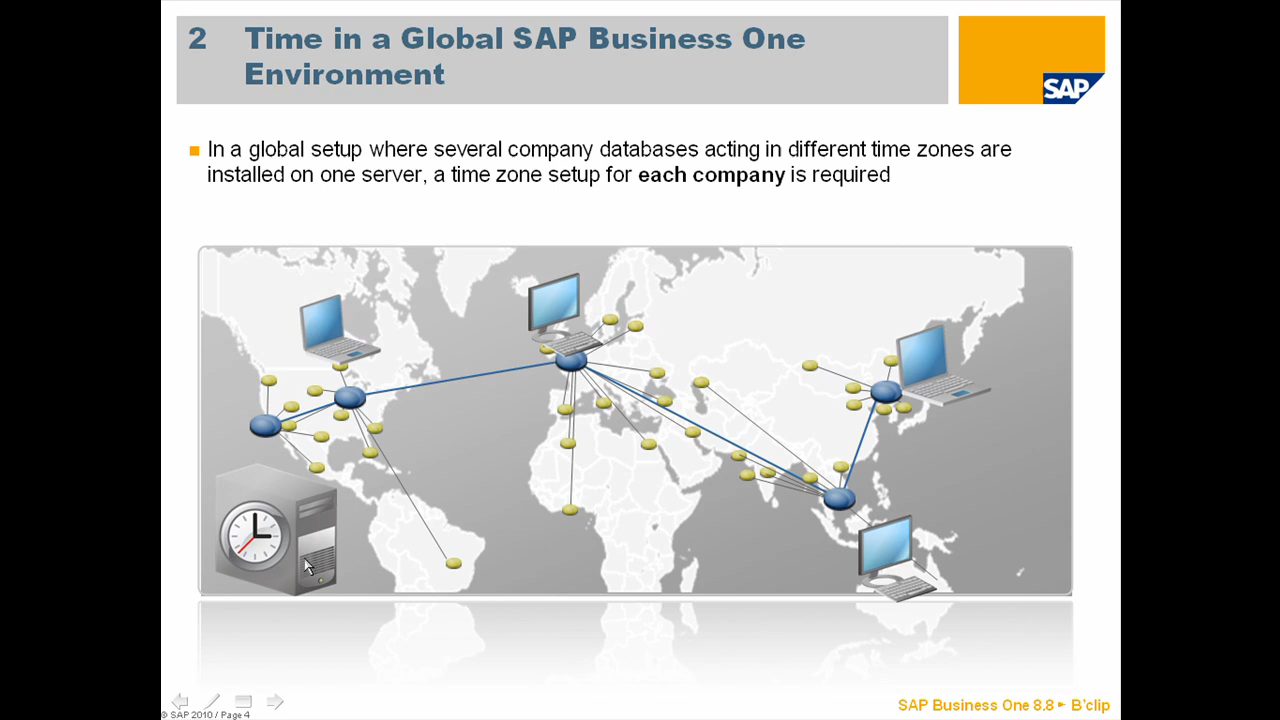 2 Time in a Global SAP Business One
Environment
SAP
In a global setup where several company databases acting in different time zones are
installed on one server, a time zone setup for each company is required
SAP Business One 8.8 ► B'clip
© SAP 2010 / Page 4